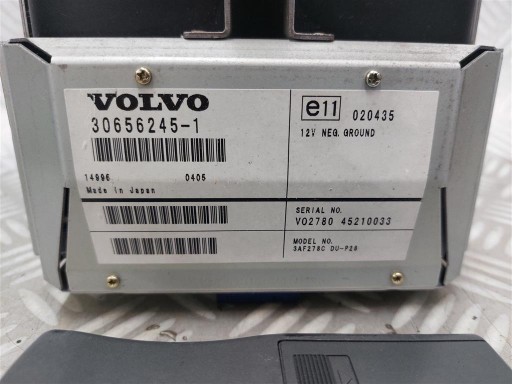 VOLVO
30656245-1
14996 0405
Made in Japan
e11 020435
12V NEG. GROUND
SERIAL NO.
VO2780 45210033
MODEL NO.
3AF278C DU-P28